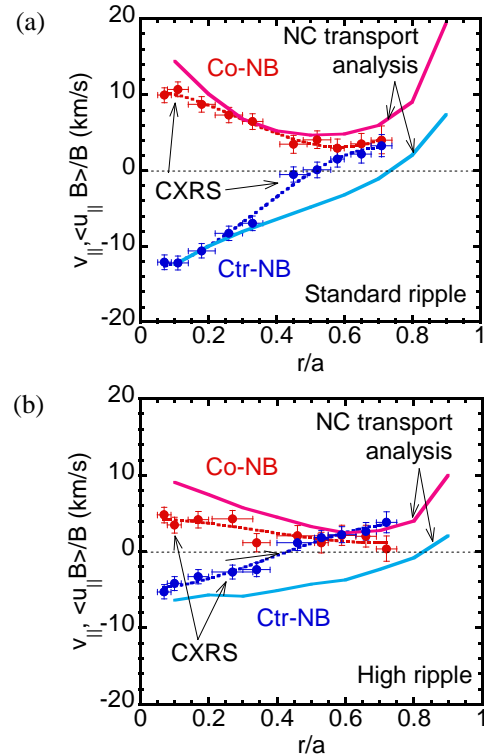 (a)
20
NC transport
analysis
Co-NB
10
v||, <u|| B>/B (km/s)
0
CXRS
-10
Ctr-NB
Standard ripple
-20
0 0.2 0.4 0.6 0.8 1
r/a
(b)
20
NC transport
analysis
Co-NB
10
v||, <u|| B>/B (km/s)
0
-10
CXRS
Ctr-NB
High ripple
-20
0 0.2 0.4 0.6 0.8 1
r/a